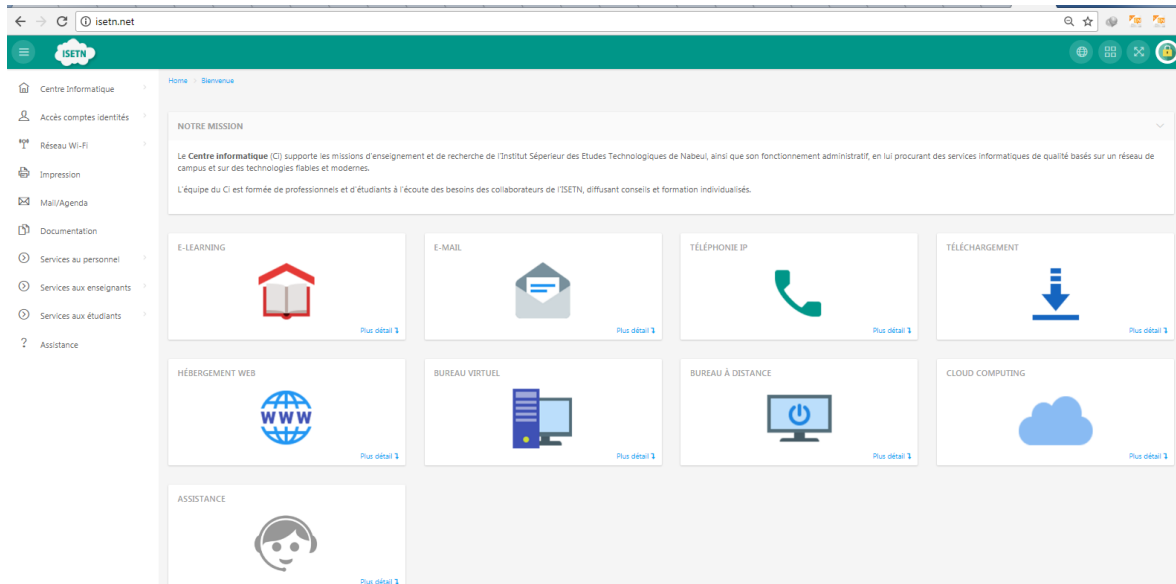 isetn.net
ISETN
Centre Informatique
Accès comptes identités
Réseau Wi-Fi
Impression
Mail/Agenda
Documentation
Services au personnel
Services aux enseignants
Services aux étudiants
Assistance
Home > Bienvenue
NOTRE MISSION
Le Centre informatique (CI) supporte les missions d'enseignement et de recherche de l'Institut Séperieur des Etudes Technologiques de Nabeul, ainsi que son fonctionnement administratif, en lui procurant des services informatiques de qualité basés sur un réseau de
campus et sur des technologies fiables et modernes.
L'équipe du CI est formée de professionnels et d'étudiants à l'écoute des besoins des collaborateurs de l'ISETN, diffusant conseils et formation individualisés.
E-LEARNING
Plus détail
E-MAIL
Plus détail
TÉLÉPHONIE IP
Plus détail
TÉLÉCHARGEMENT
Plus détail
HÉBERGEMENT WEB
WWW
Plus détail
BUREAU VIRTUEL
Plus détail
BUREAU À DISTANCE
Plus détail
CLOUD COMPUTING
Plus détail
ASSISTANCE
Plus détail